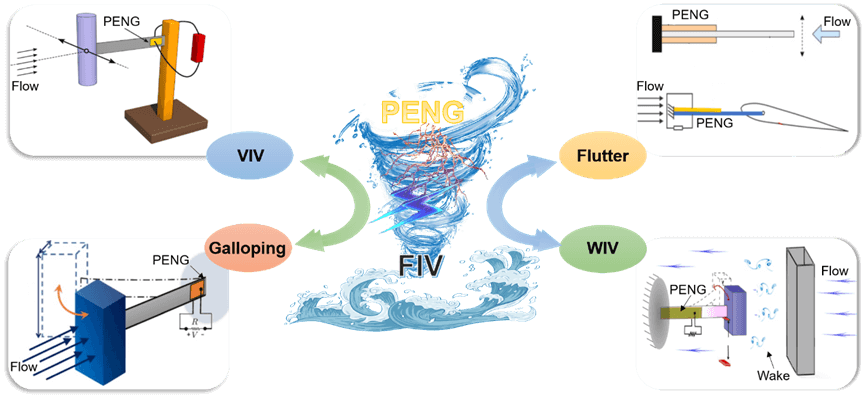 PENG
Flow
VIV
Galloping
PENG
R
+V-
Flow
PENG
FIV
PENG
Flow
Flow
PENG
Flutter
WIV
PENG
Flow
Wake